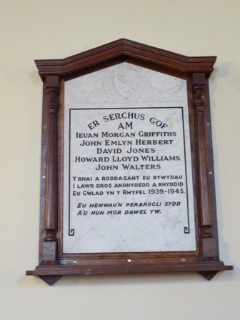 ER SERCHUS GOF
AM
IEUAN MORGAN GRIFFITHS
JOHN EMLYN HERBERT
DAVID JONES
HOWARD LLOYD WILLIAMS
JOHN WALTERS
Y RHAI A RODDASANT EU BYWYDAU
I LAWR DROS ANRHYDEDD A RHYDDID
EU GWLAD YN Y RHYFEL 1939-1945.
EU HENWAU'N PERAROGLI SYDD
A'U HUN MOR DAWEL YW.